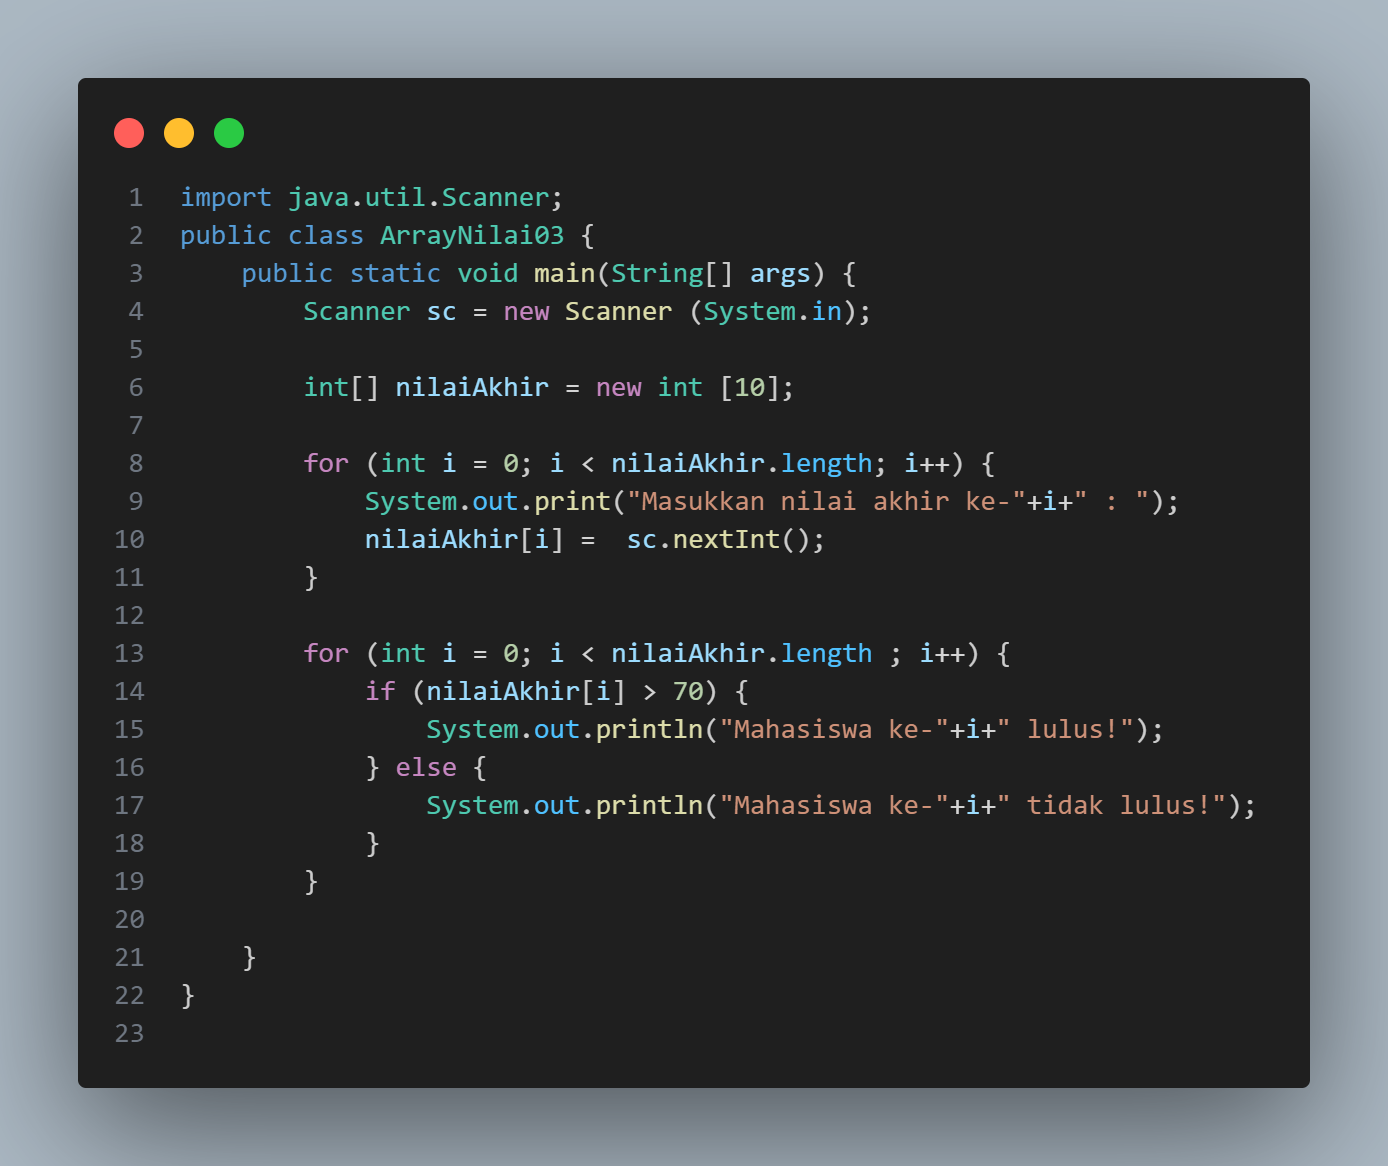 1 import java.util.Scanner;
2 public class ArrayNilai03 {
3     public static void main(String[] args) {
4         Scanner sc = new Scanner (System.in);
5
6         int[] nilaiAkhir = new int [10];
7
8         for (int i = 0; i < nilaiAkhir.length; i++) {
9             System.out.print("Masukkan nilai akhir ke-"+i+" : ");
10             nilaiAkhir[i] =  sc.nextInt();
11         }
12
13         for (int i = 0; i < nilaiAkhir.length ; i++) {
14             if (nilaiAkhir[i] > 70) {
15                 System.out.println("Mahasiswa ke-"+i+" lulus!");
16             } else {
17                 System.out.println("Mahasiswa ke-"+i+" tidak lulus!");
18             }
19         }
20
21     }
22 }
23